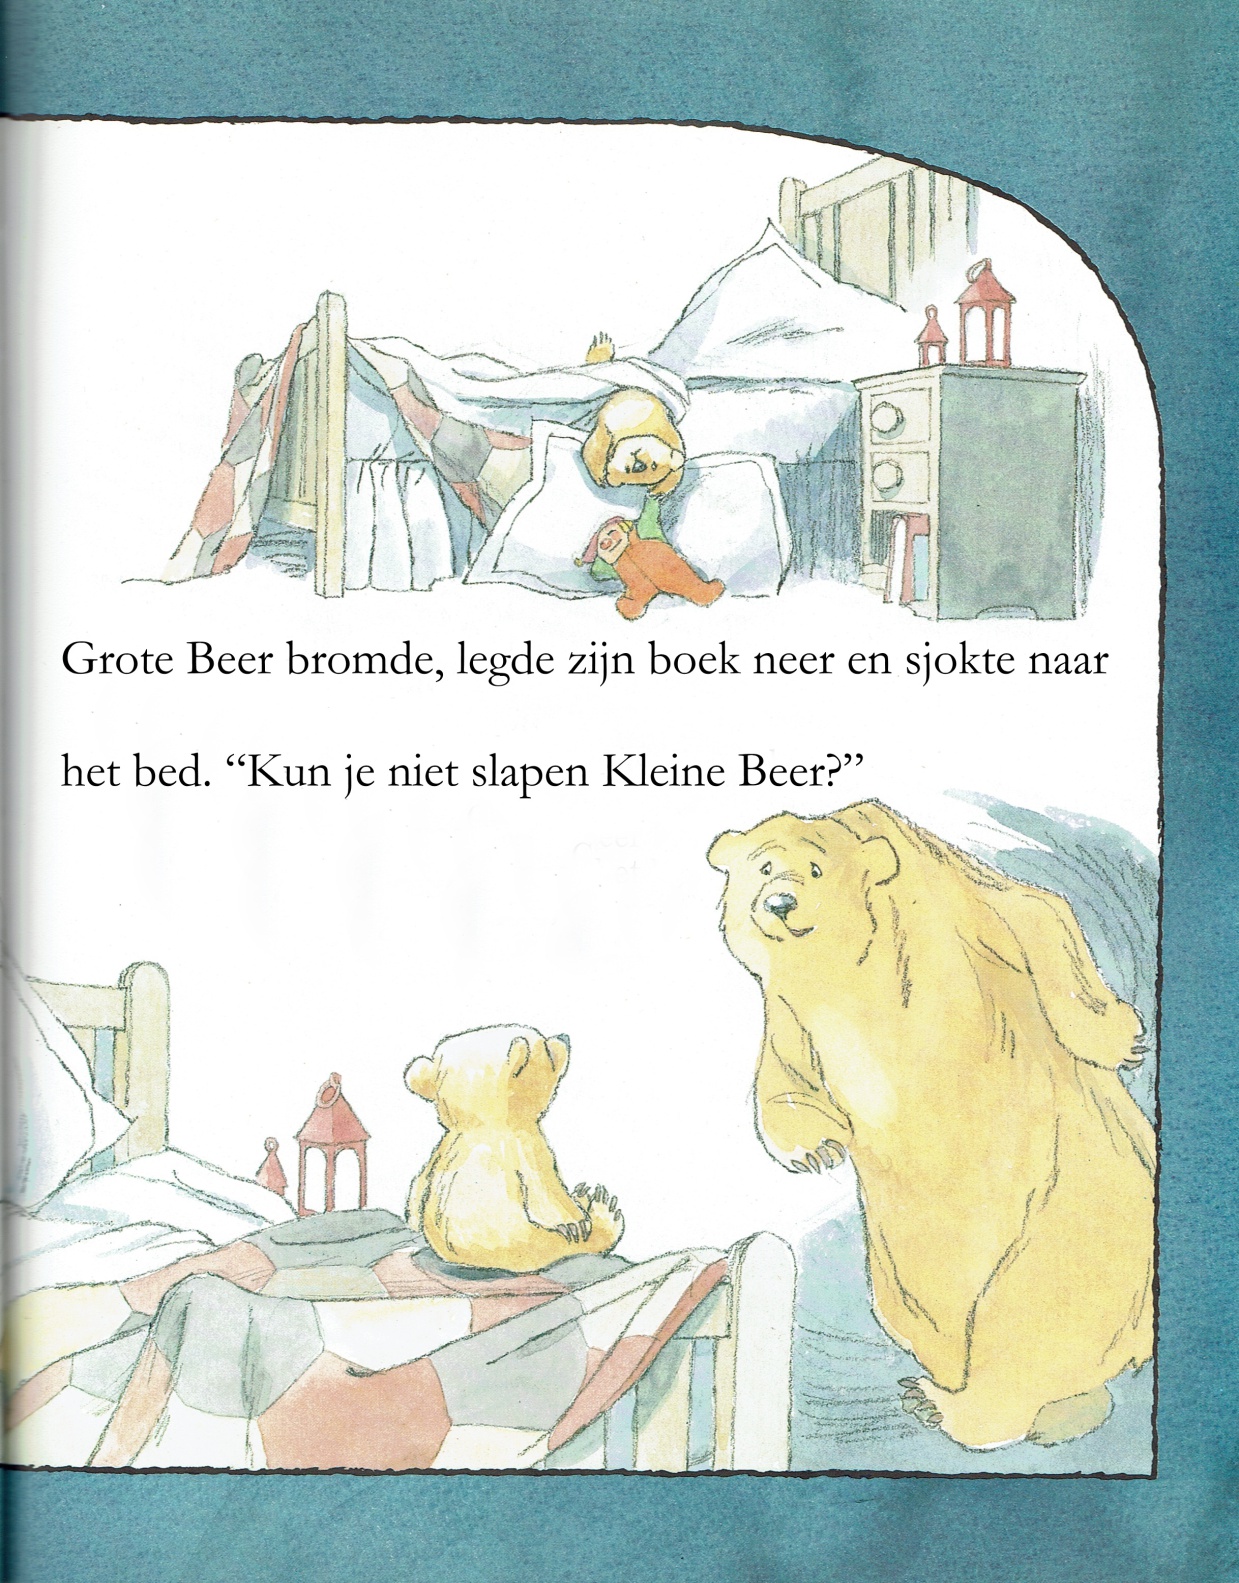 Grote Beer bromde, legde zijn boek neer en sjokte naar
het bed. “Kun je niet slapen Kleine Beer?”